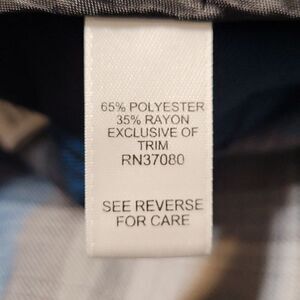 65% POLYESTER
35% RAYON
EXCLUSIVE OF
TRIM
RN37080
SEE REVERSE
FOR CARE